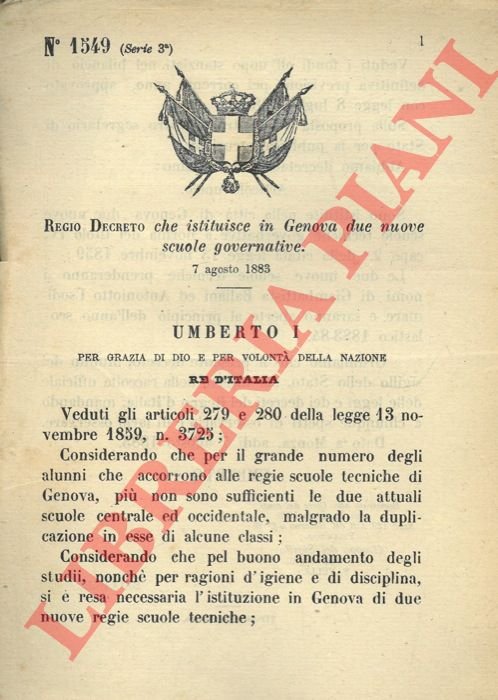 N° 1549 (Serie 3ª)
1
REGIO DECRETO che istituisce in Genova due nuove
scuole governative.
7 agosto 1883
UMBERTO I
PER GRAZIA DI DIO E PER VOLONTÀ DELLA NAZIONE
RE D'ITALIA
Veduti gli articoli 279 e 280 della legge 13 no-
vembre 1859, n. 3725;
Considerando che per il grande numero degli
alunni che accorrono alle regie scuole tecniche di
Genova, più non sono sufficienti le due attuali
scuole centrale ed occidentale, malgrado la dupli-
cazione in esse di alcune classi;
Considerando che pel buono andamento degli
studii, nonchè per ragioni d'igiene e di disciplina,
si è resa necessaria l'istituzione in Genova di due
nuove regie scuole tecniche;
LIBRERIA PIANI